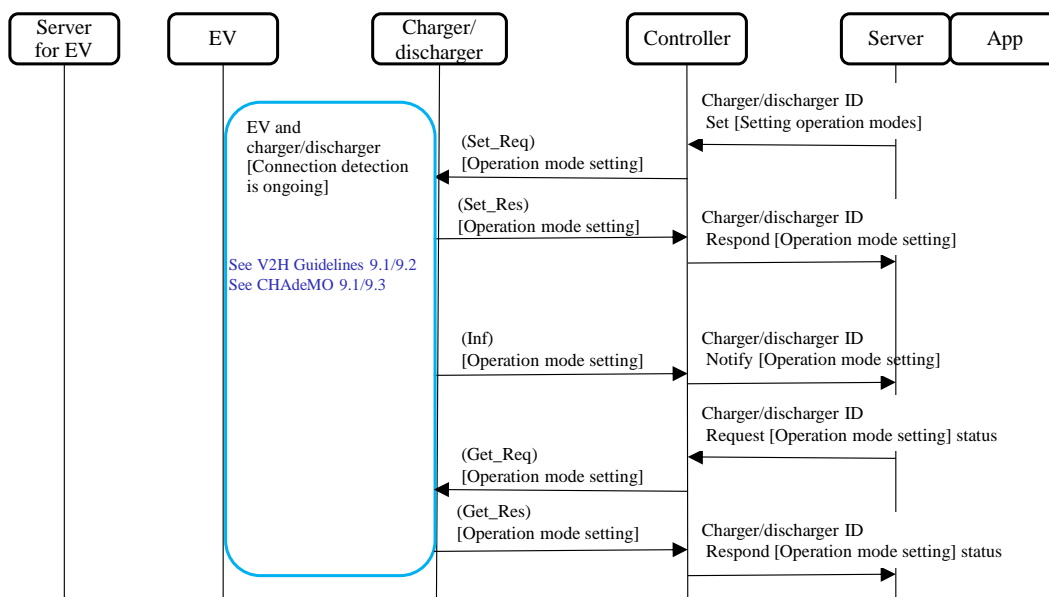 Server
for EV
EV
Charger/
discharger
Controller
Server
App
EV and
charger/discharger
[Connection detection
is ongoing]
See V2H Guidelines 9.1/9.2
See CHAdeMO 9.1/9.3
Charger/discharger ID
Set [Setting operation modes]
(Set_Req)
[Operation mode setting]
(Set_Res)
[Operation mode setting]
Charger/discharger ID
Respond [Operation mode setting]
(Inf)
[Operation mode setting]
Charger/discharger ID
Notify [Operation mode setting]
Charger/discharger ID
Request [Operation mode setting] status
(Get_Req)
[Operation mode setting]
(Get_Res)
[Operation mode setting]
Charger/discharger ID
Respond [Operation mode setting] status